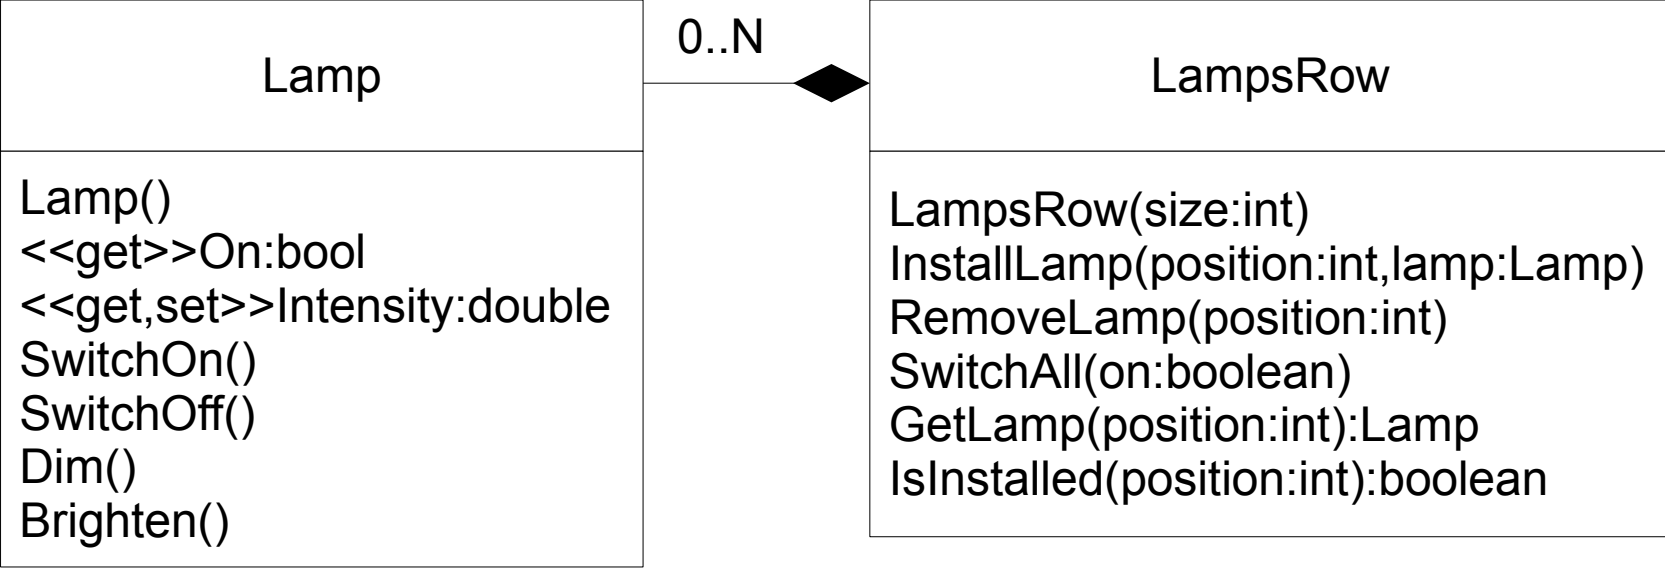 Lamp
Lamp()
<<get>>On:bool
<<get,set>>Intensity:double
SwitchOn()
SwitchOff()
Dim()
Brighten()
0..N
LampsRow
LampsRow(size:int)
InstallLamp(position:int,lamp:Lamp)
RemoveLamp(position:int)
SwitchAll(on:boolean)
GetLamp(position:int):Lamp
IsInstalled(position:int):boolean